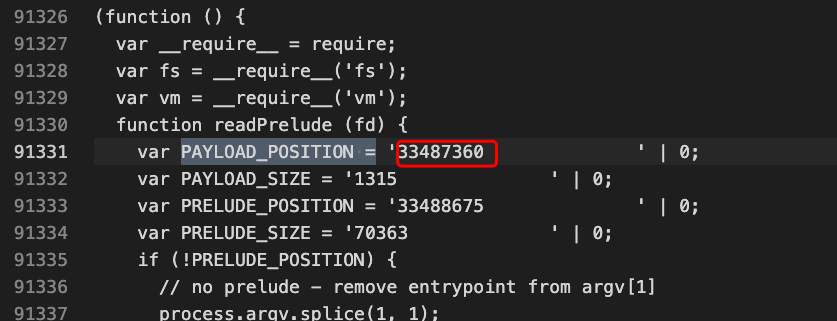 91326 (function () {
91327   var __require__ = require;
91328   var fs = __require__('fs');
91329   var vm = __require__('vm');
91330   function readPrelude (fd) {
91331     var PAYLOAD_POSITION = '33487360              ' | 0;
91332     var PAYLOAD_SIZE = '1315              ' | 0;
91333     var PRELUDE_POSITION = '33488675              ' | 0;
91334     var PRELUDE_SIZE = '70363             ' | 0;
91335     if (!PRELUDE_POSITION) {
91336       // no prelude - remove entrypoint from argv[1]
91337       process.argv.splice(1, 1);